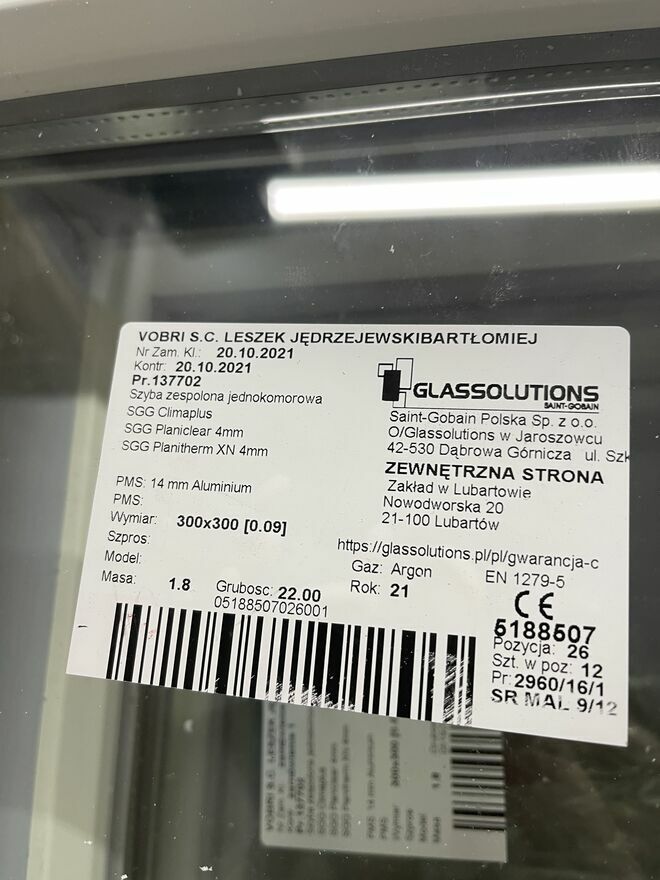 VOBRI S.C. LESZEK JĘDRZEJEWSKIBARTŁOMIEJ
Nr Zam. Kl.: 20.10.2021
Kontr: 20.10.2021
Pr.137702
Szyba zespolona jednokomorowa
SGG Climaplus
SGG Planiclear 4mm
SGG Planitherm XN 4mm
PMS: 14 mm Aluminium
PMS:
Wymiar: 300x300 [0.09]
Szpros:
Model:
Masa: 1.8 Grubosc: 22.00
05188507026001
GLASSOLUTIONS
SAINT-GOBAIN
Saint-Gobain Polska Sp. z o.o.
O/Glassolutions w Jaroszowcu
42-530 Dąbrowa Górnicza ul. Szk
ZEWNĘTRZNA STRONA
Zakład w Lubartowie
Nowodworska 20
21-100 Lubartów
https://glassolutions.pl/pl/gwarancja-c
Gaz: Argon EN 1279-5
Rok: 21
CE
5188507
Pozycja: 26
Szt. w poz: 12
Pr: 2960/16/1
SR MAL 9/12